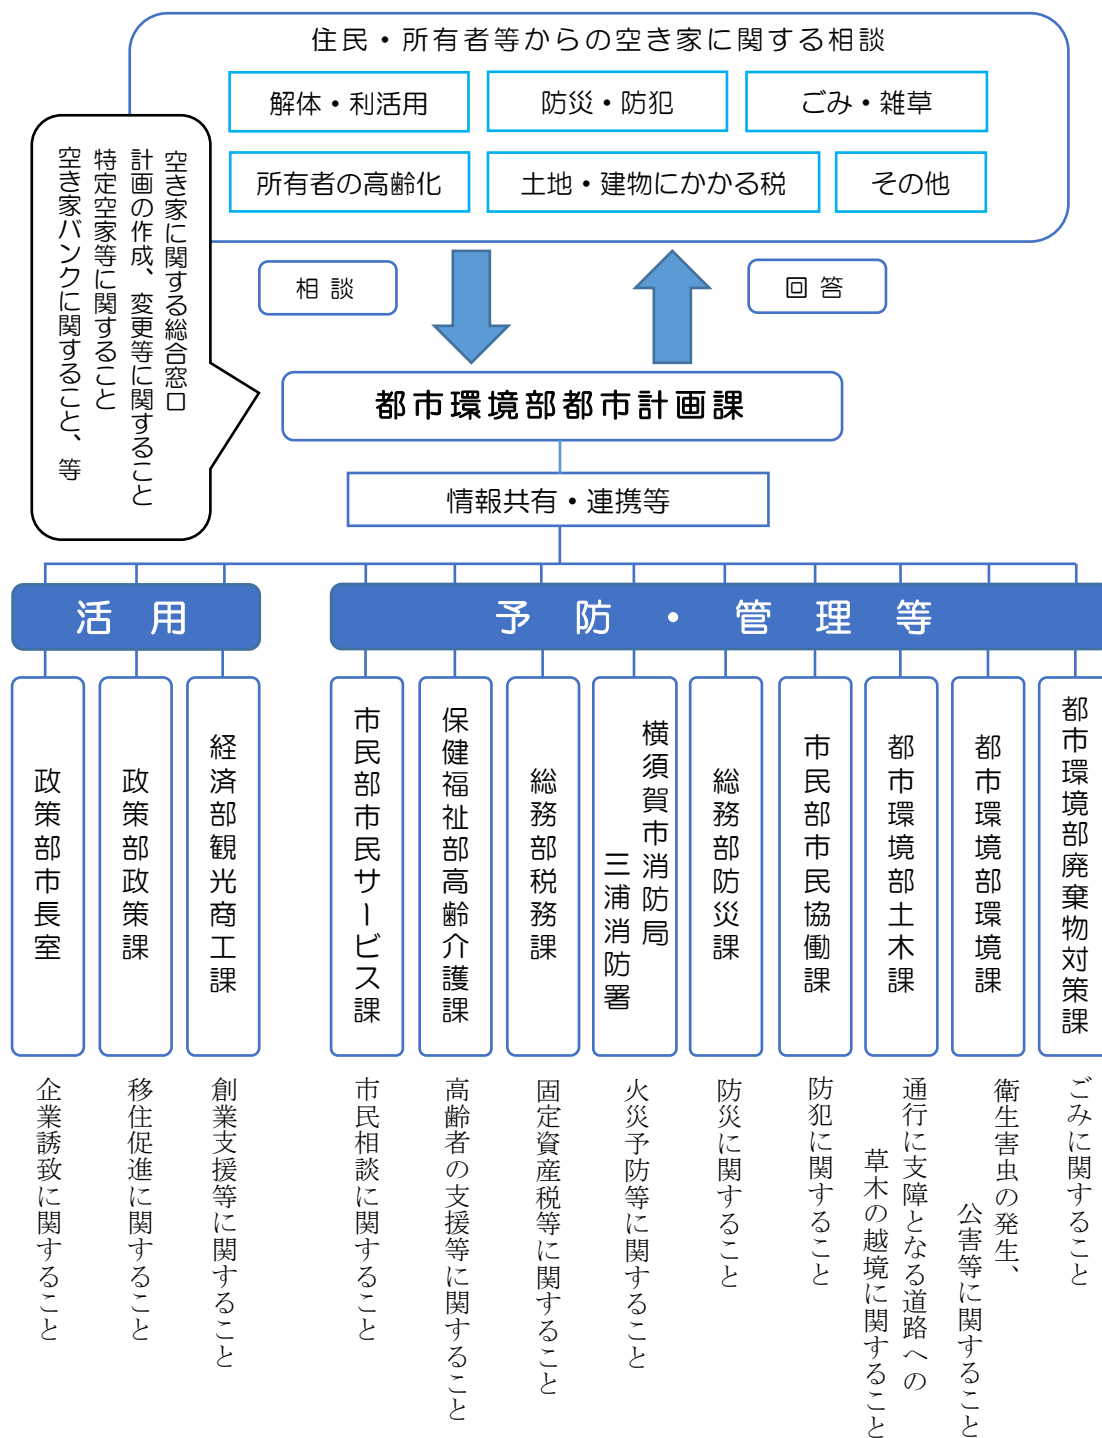 住民・所有者等からの空き家に関する相談
解体・利活用
防災・防犯
ごみ・雑草
所有者の高齢化
土地・建物にかかる税
その他
空き家に関する総合窓口
計画の作成、変更等に関すること
特定空家等に関すること
空き家バンクに関すること、等
相談
回答
都市環境部都市計画課
情報共有・連携等
活用
予防・管理等
政策部市長室
政策部政策課
経済部観光商工課
市民部市民サービス課
保健福祉部高齢介護課
総務部税務課
横須賀市消防局
三浦消防署
総務部防災課
市民部市民協働課
都市環境部土木課
都市環境部環境課
都市環境部廃棄物対策課
企業誘致に関すること
移住促進に関すること
創業支援等に関すること
市民相談に関すること
高齢者の支援等に関すること
固定資産税等に関すること
火災予防等に関すること
防災に関すること
防犯に関すること
通行に支障となる道路への
草木の越境に関すること
衛生害虫の発生、
公害等に関すること
ごみに関すること